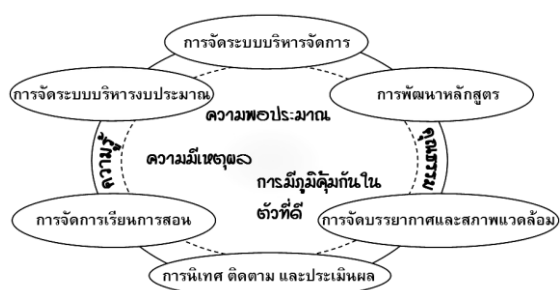 การจัดระบบบริหารจัดการ
การจัดระบบบริหารงบประมาณ
การพัฒนาหลักสูตร
ความพอประมาณ
ความรู้
คุณธรรม
ความมีเหตุผล
การมีภูมิคุ้มกันใน
ตัวที่ดี
การจัดการเรียนการสอน
การจัดบรรยากาศและสภาพแวดล้อม
การนิเทศ ติดตาม และประเมินผล